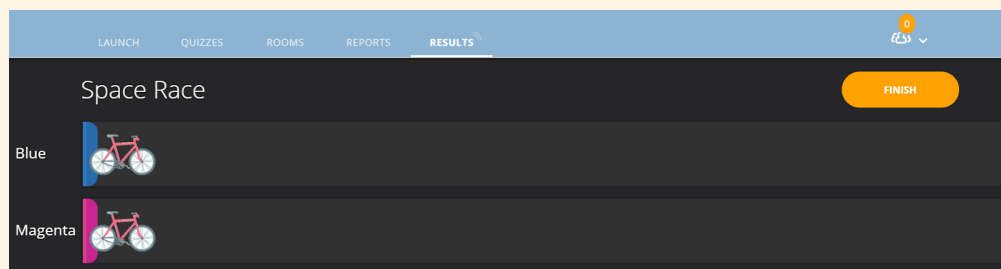 0
LAUNCH QUIZZES ROOMS REPORTS RESULTS
Space Race FINISH
Blue
Magenta